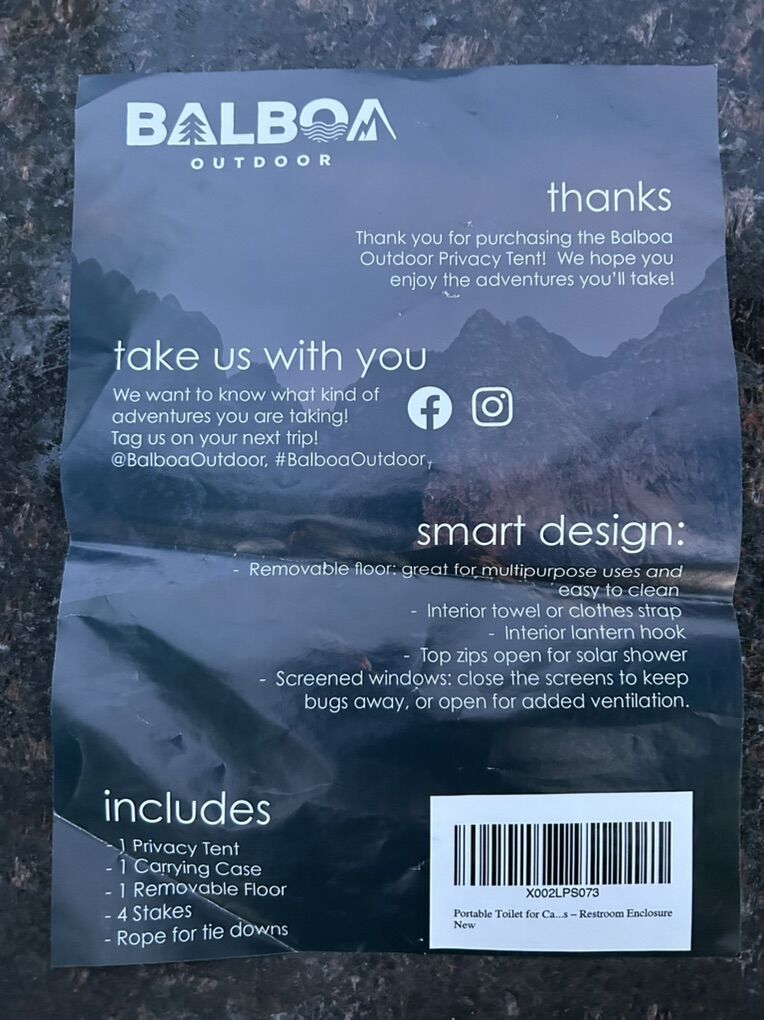 BALBOA
OUTDOOR
thanks
Thank you for purchasing the Balboa
Outdoor Privacy Tent! We hope you
enjoy the adventures you'll take!
take us with you
We want to know what kind of
adventures you are taking!
Tag us on your next trip!
@BalboaOutdoor, #BalboaOutdoor
smart design:
- Removable floor: great for multipurpose uses and
easy to clean
- Interior towel or clothes strap
- Interior lantern hook
- Top zips open for solar shower
- Screened windows: close the screens to keep
bugs away, or open for added ventilation.
includes
- 1 Privacy Tent
- 1 Carrying Case
- 1 Removable Floor
- 4 Stakes
- Rope for tie downs
X002LPS073
Portable Toilet for Ca...s – Restroom Enclosure
New